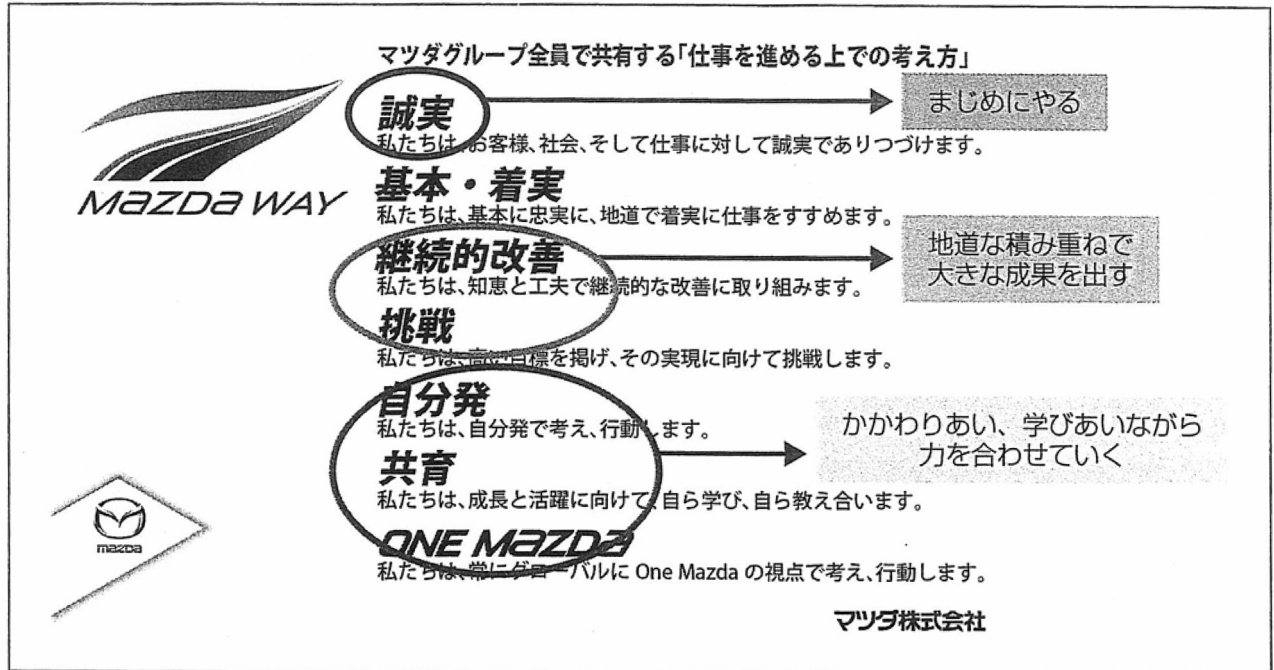 マツダグループ全員で共有する「仕事を進める上での考え方」
誠実
まじめにやる
私たちは、お客様、社会、そして仕事に対して誠実でありつづけます。
MAZDA WAY
基本・着実
私たちは、基本に忠実に、地道で着実に仕事をすすめます。
継続的改善
地道な積み重ねで
大きな成果を出す
私たちは、知恵と工夫で継続的な改善に取り組みます。
挑戦
私たちは、高い目標を掲げ、その実現に向けて挑戦します。
自分発
私たちは、自分発で考え、行動します。
かかわりあい、学びあいながら
力を合わせていく
共育
私たちは、成長と活躍に向けて、自ら学び、自ら教え合います。
mazda
ONE MAZDA
私たちは、常にグローバルに One Mazda の視点で考え、行動します。
マツダ株式会社